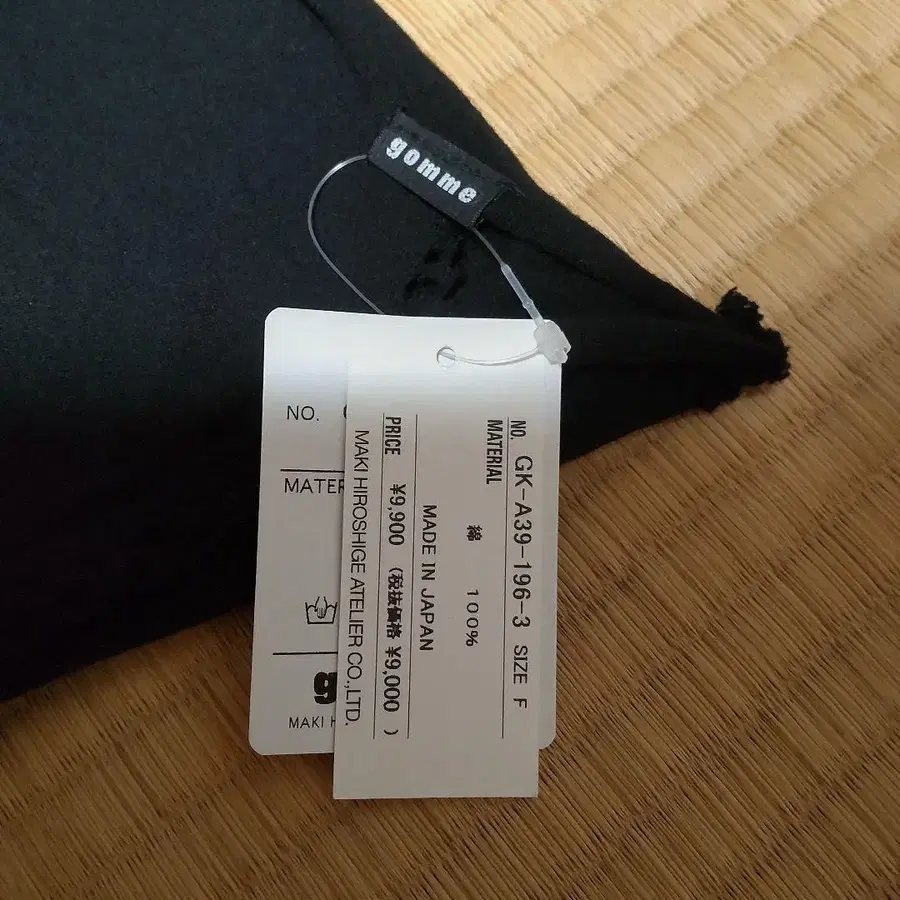 gomme
NO. GK-A39-196-3 SIZE F
MATERIAL
綿 100%
MADE IN JAPAN
PRICE ¥9,900 (税抜価格 ¥9,000 )
MAKI HIROSHIGE ATELIER CO.,LTD.
NO.
MATER
g
MAKI H